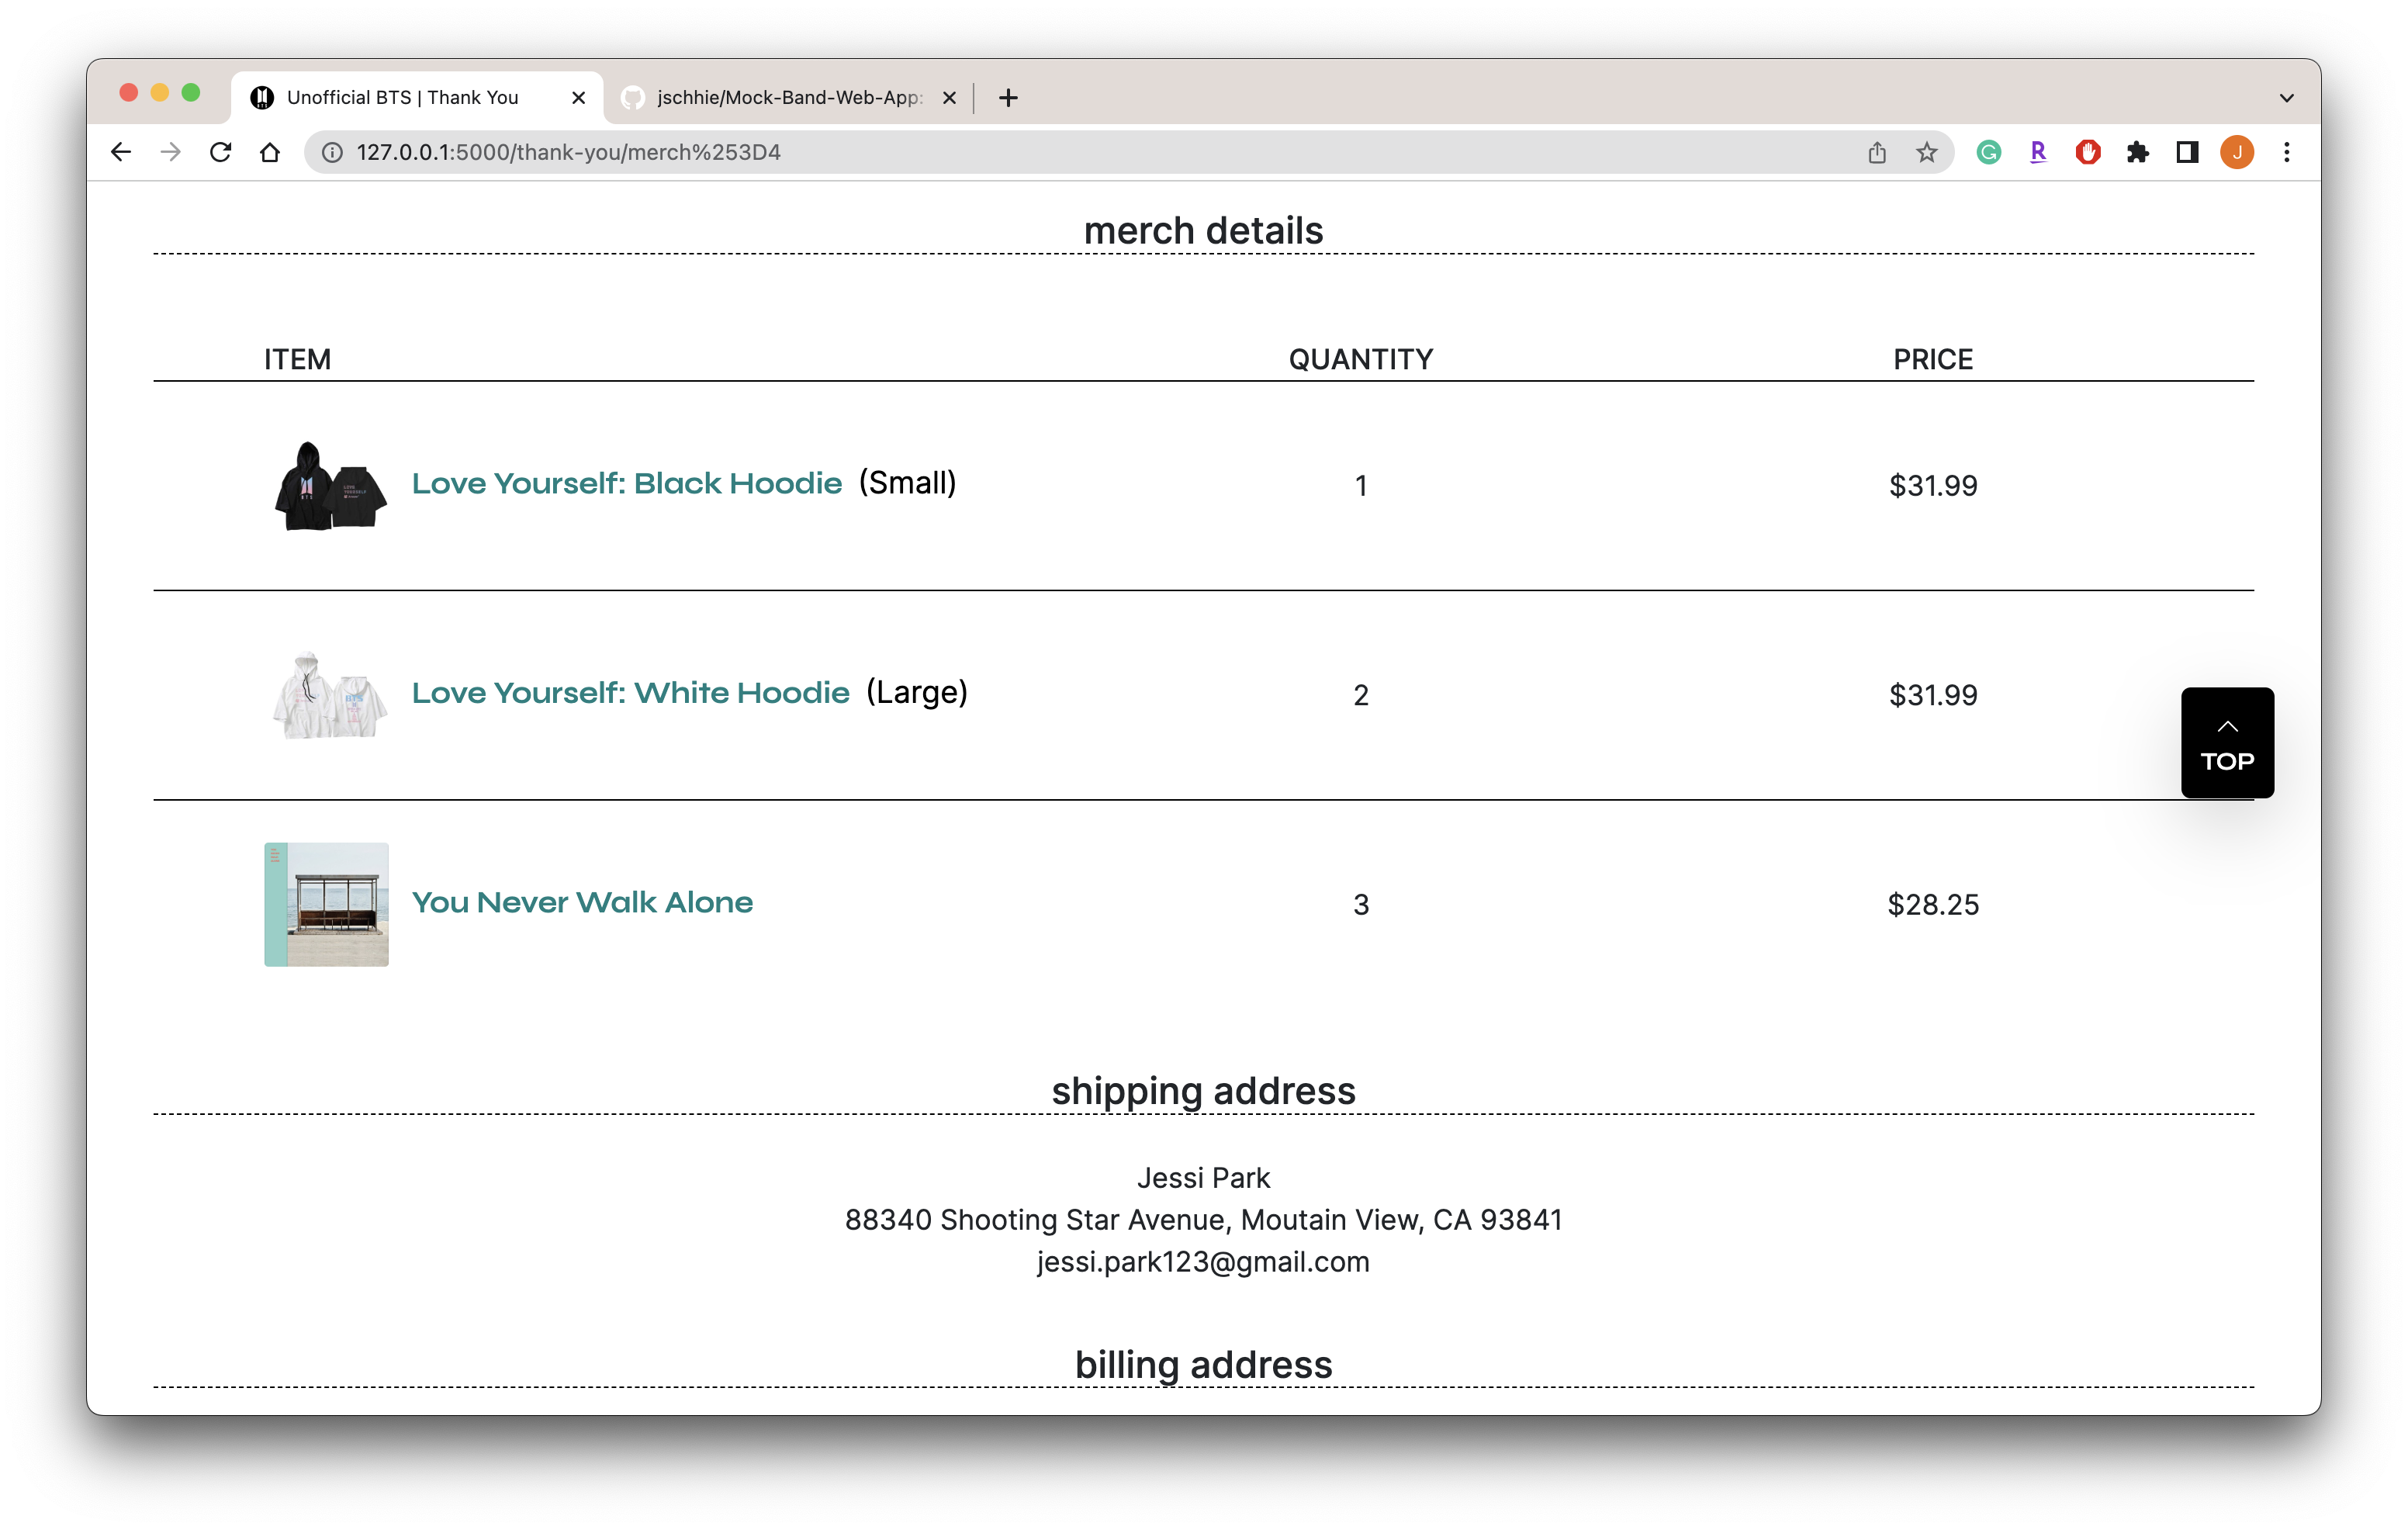 Unofficial BTS | Thank You
jschhie/Mock-Band-Web-App:
127.0.0.1:5000/thank-you/merch%253D4
J
merch details
ITEM QUANTITY PRICE
Love Yourself: Black Hoodie (Small) 1 $31.99
Love Yourself: White Hoodie (Large) 2 $31.99
TOP
You Never Walk Alone 3 $28.25
shipping address
Jessi Park
88340 Shooting Star Avenue, Moutain View, CA 93841
jessi.park123@gmail.com
billing address